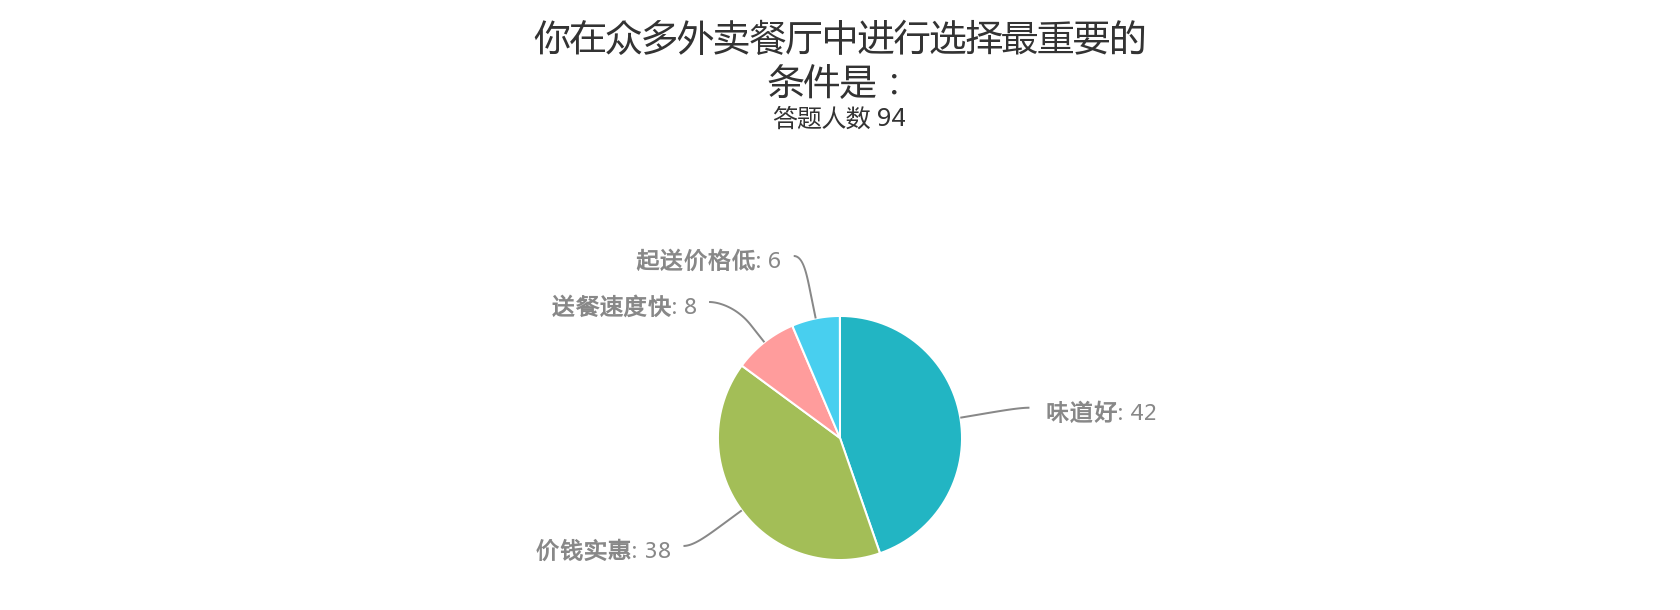 你在众多外卖餐厅中进行选择最重要的
条件是：
答题人数 94
起送价格低: 6
送餐速度快: 8
味道好: 42
价钱实惠: 38